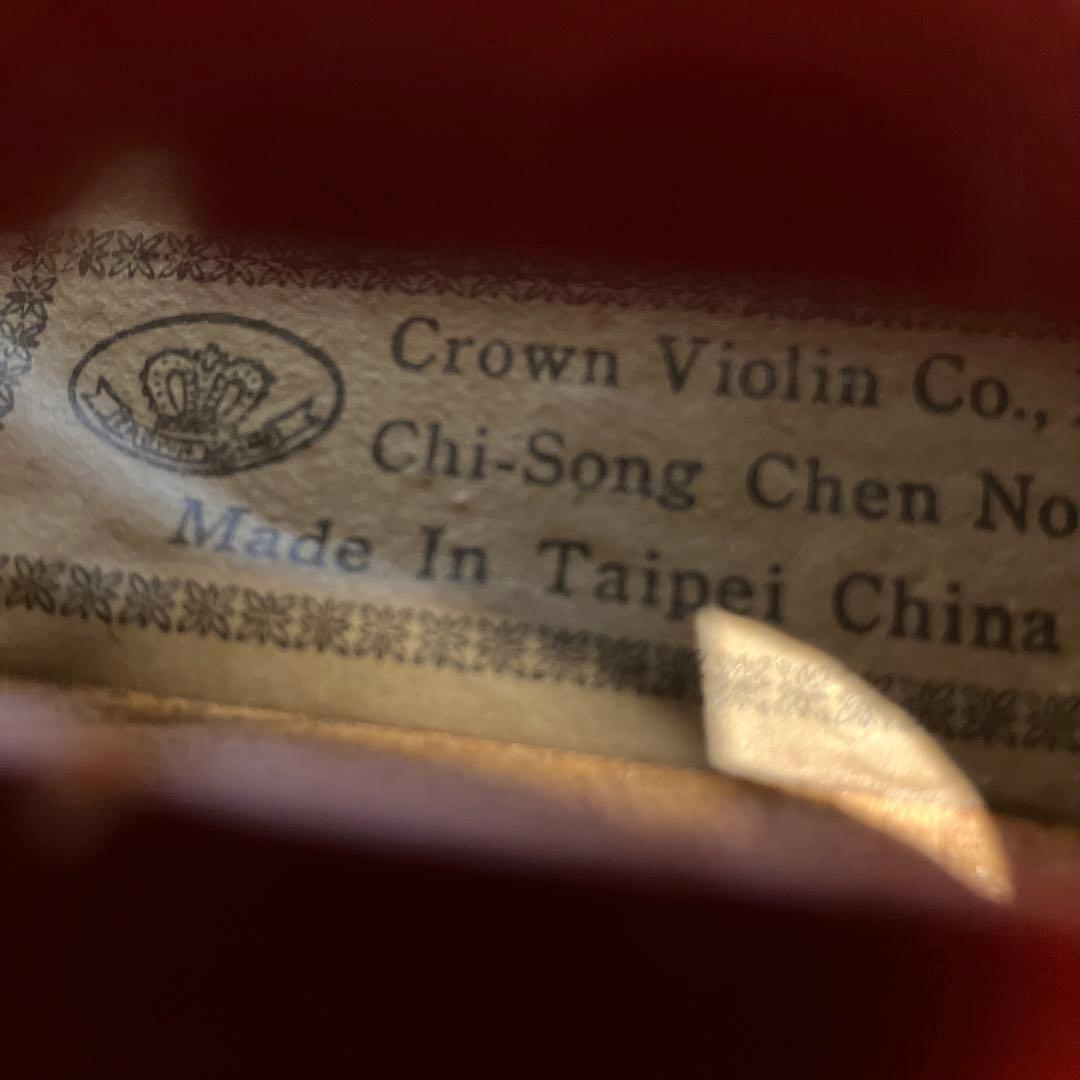 Crown Violin Co.,
Chi-Song Chen No
Made In Taipei China